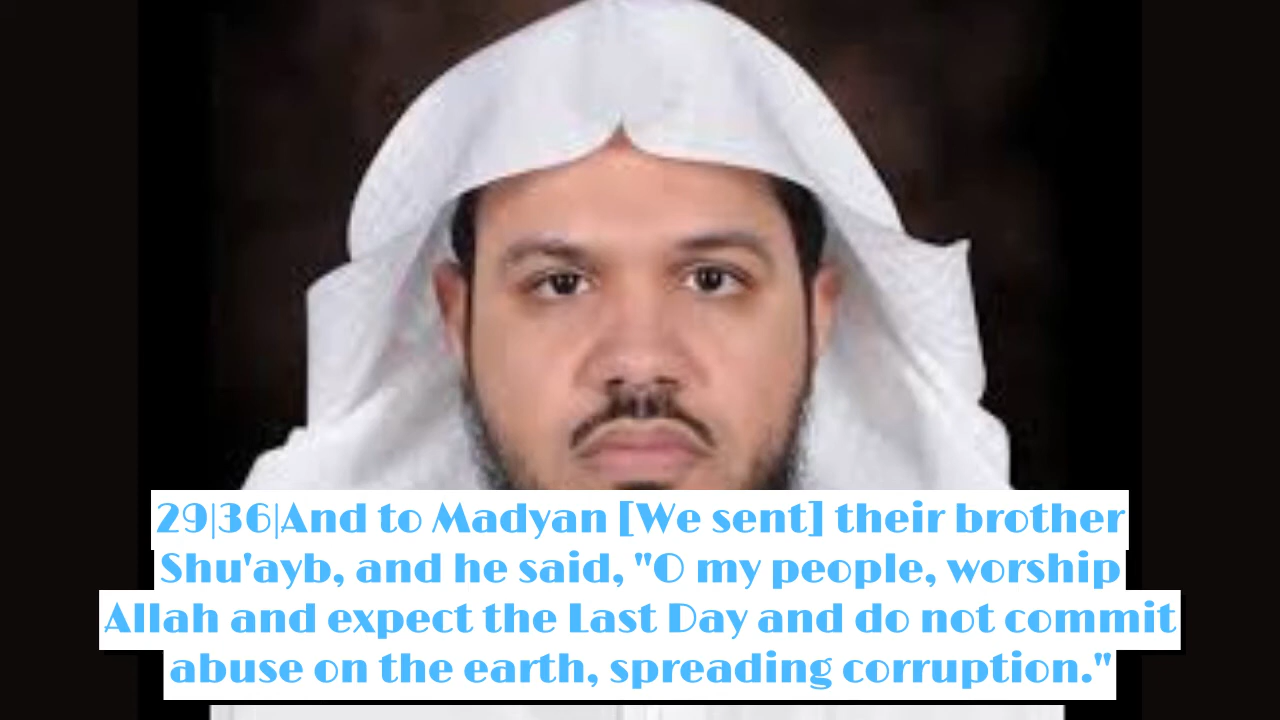 29|36|And to Madyan [We sent] their brother
Shu'ayb, and he said, "O my people, worship
Allah and expect the Last Day and do not commit
abuse on the earth, spreading corruption."